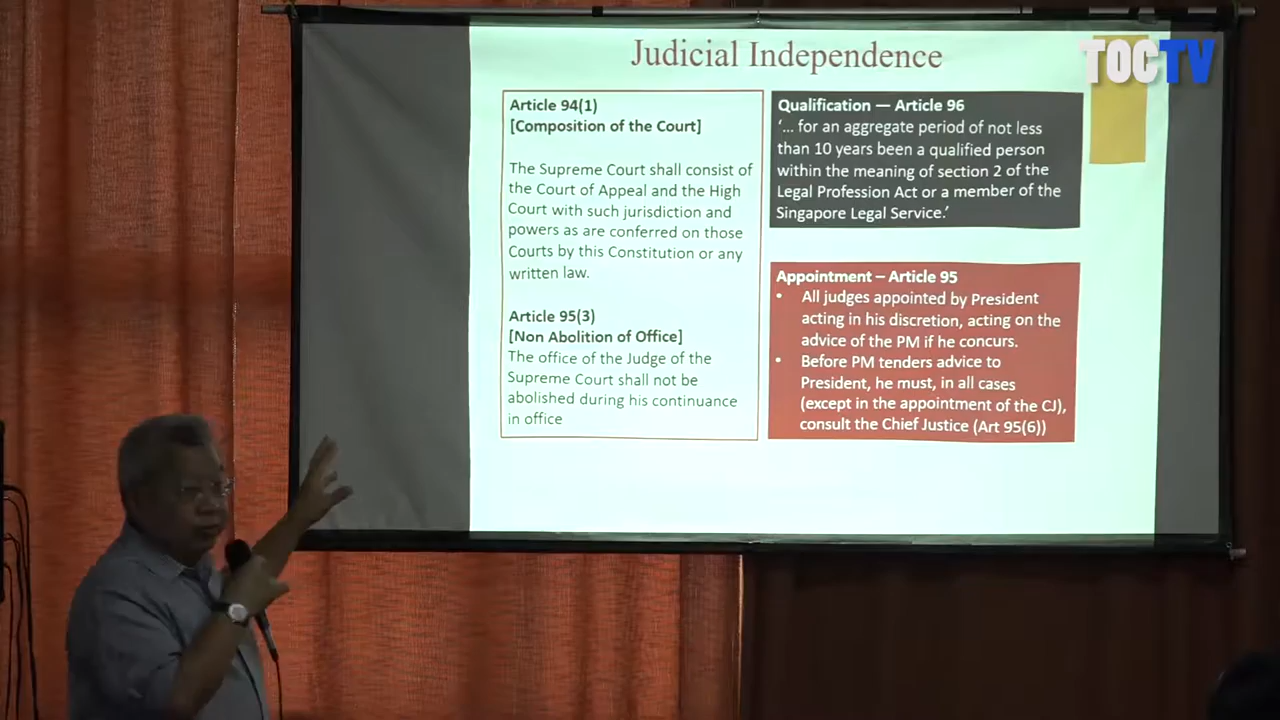 Judicial Independence
TOCTV
Article 94(1)
[Composition of the Court]
The Supreme Court shall consist of
the Court of Appeal and the High
Court with such jurisdiction and
powers as are conferred on those
Courts by this Constitution or any
written law.
Article 95(3)
[Non Abolition of Office]
The office of the Judge of the
Supreme Court shall not be
abolished during his continuance
in office
Qualification — Article 96
‘... for an aggregate period of not less
than 10 years been a qualified person
within the meaning of section 2 of the
Legal Profession Act or a member of the
Singapore Legal Service.’
Appointment – Article 95
• All judges appointed by President
acting in his discretion, acting on the
advice of the PM if he concurs.
• Before PM tenders advice to
President, he must, in all cases
(except in the appointment of the CJ),
consult the Chief Justice (Art 95(6))